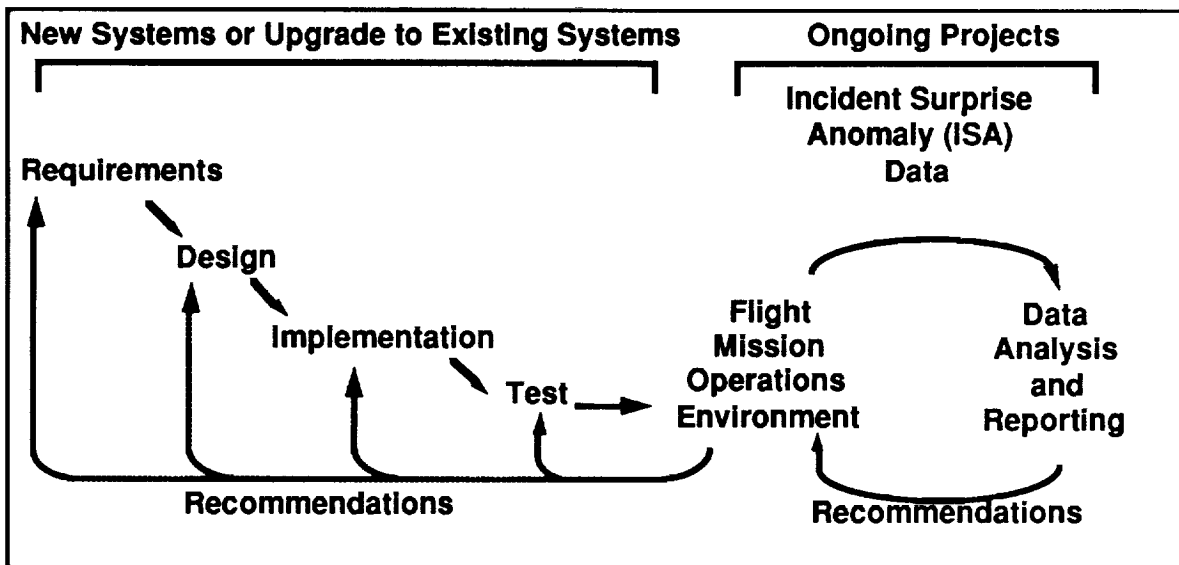 New Systems or Upgrade to Existing Systems
Ongoing Projects
Incident Surprise
Anomaly (ISA)
Data
Requirements
Design
Implementation
Test
Flight
Mission
Operations
Environment
Data
Analysis
and
Reporting
Recommendations
Recommendations